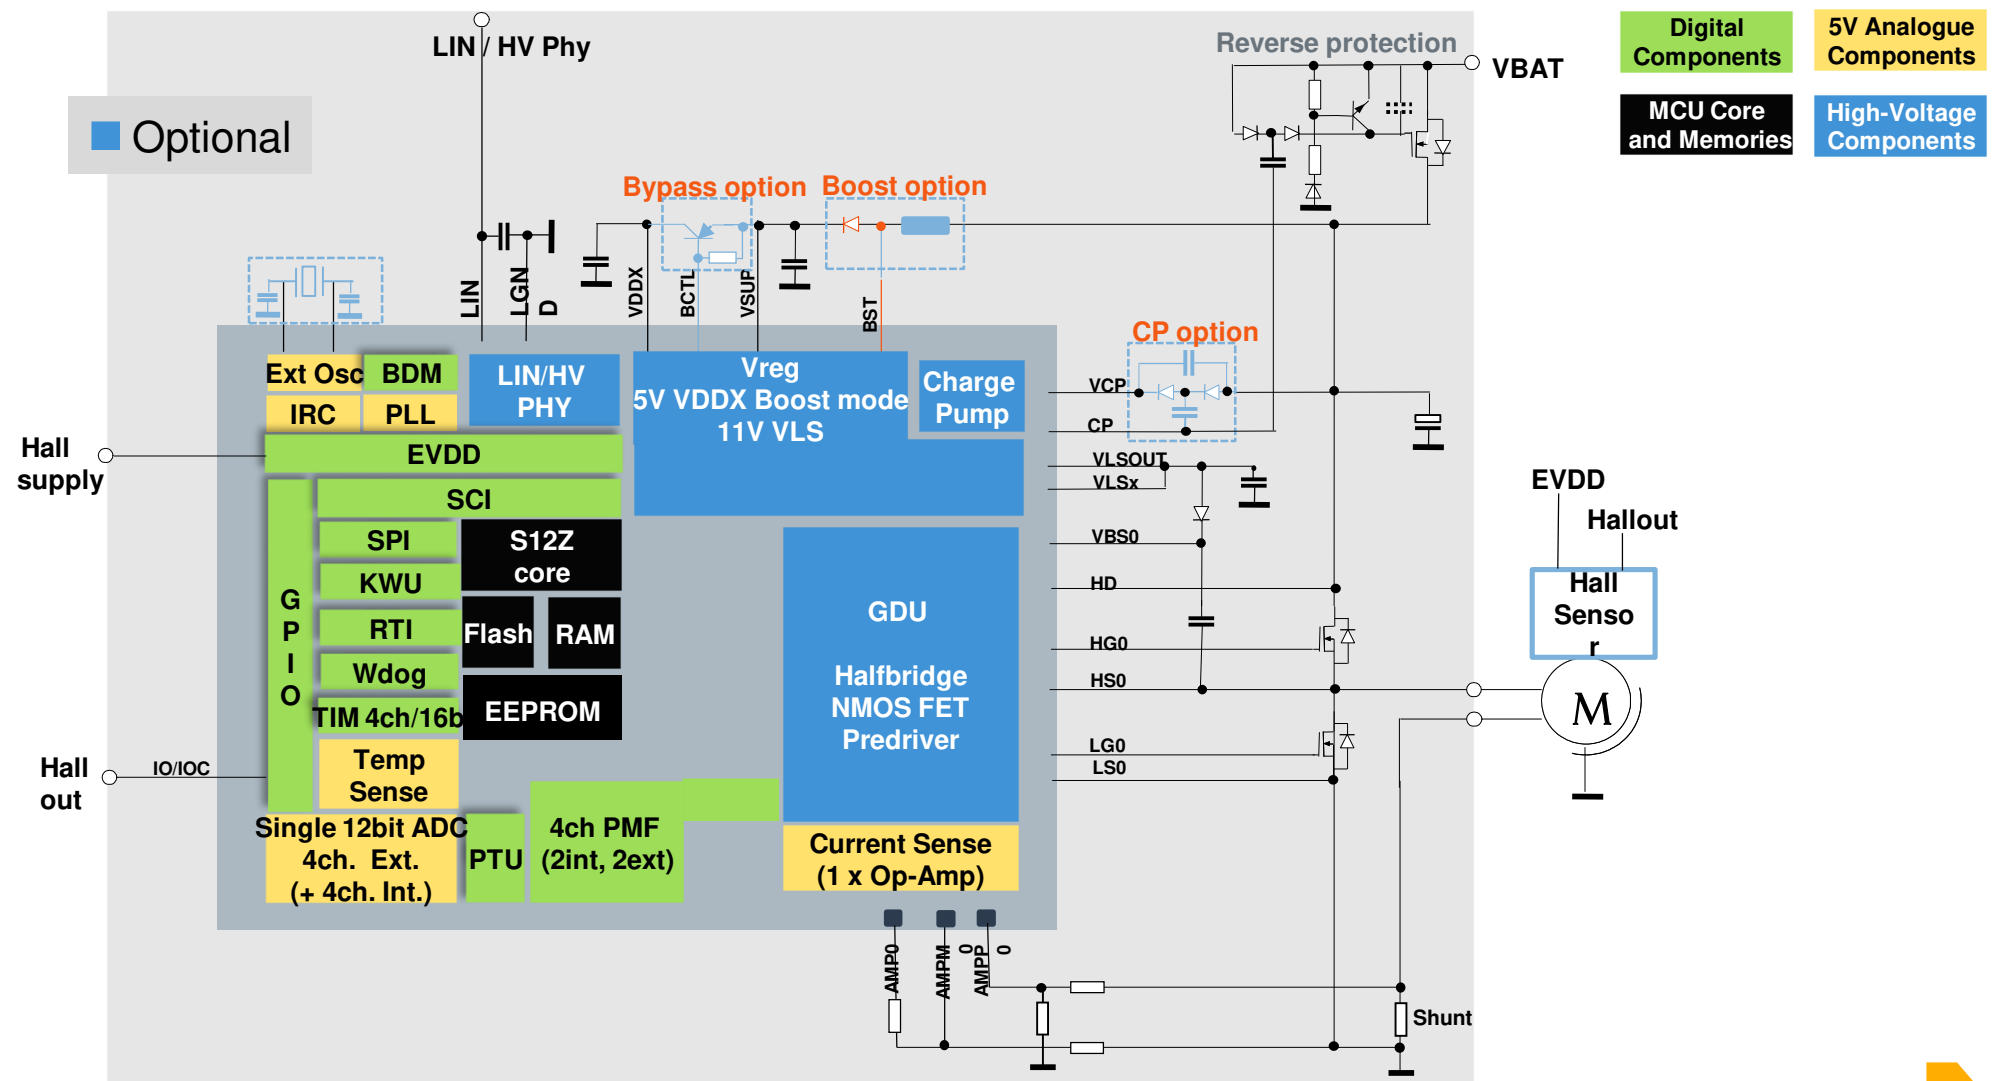 LIN / HV Phy
Reverse protection
VBAT
Digital
Components
5V Analogue
Components
MCU Core
and Memories
High-Voltage
Components
Optional
Bypass option
Boost option
LIN
LGN
D
VDDX
BCTL
VSUP
BST
CP option
Ext Osc
BDM
IRC
PLL
LIN/HV
PHY
Vreg
5V VDDX Boost mode
11V VLS
Charge
Pump
VCP
CP
VLSOUT
VLSx
VBS0
HD
HG0
HS0
LG0
LS0
Hall
supply
EVDD
SCI
SPI
KWU
RTI
Wdog
TIM 4ch/16b
G
P
I
O
S12Z
core
Flash
RAM
EEPROM
GDU
Halfbridge
NMOS FET
Predriver
Hall
out
IO/IOC
Temp
Sense
Single 12bit ADC
4ch. Ext.
(+ 4ch. Int.)
PTU
4ch PMF
(2int, 2ext)
Current Sense
(1 x Op-Amp)
AMP0
AMPM
0
AMPP
0
Shunt
EVDD
Hallout
Hall
Senso
r
M